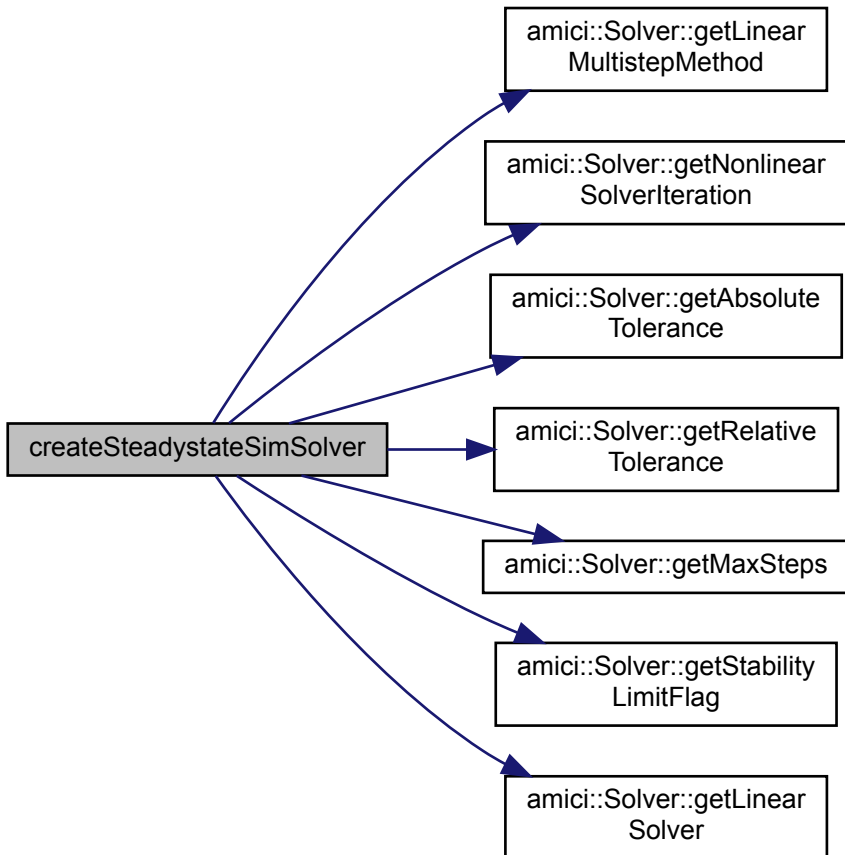 amici::Solver::getLinear
MultistepMethod
amici::Solver::getNonlinear
SolverIteration
amici::Solver::getAbsolute
Tolerance
createSteadystateSimSolver
amici::Solver::getRelative
Tolerance
amici::Solver::getMaxSteps
amici::Solver::getStability
LimitFlag
amici::Solver::getLinear
Solver